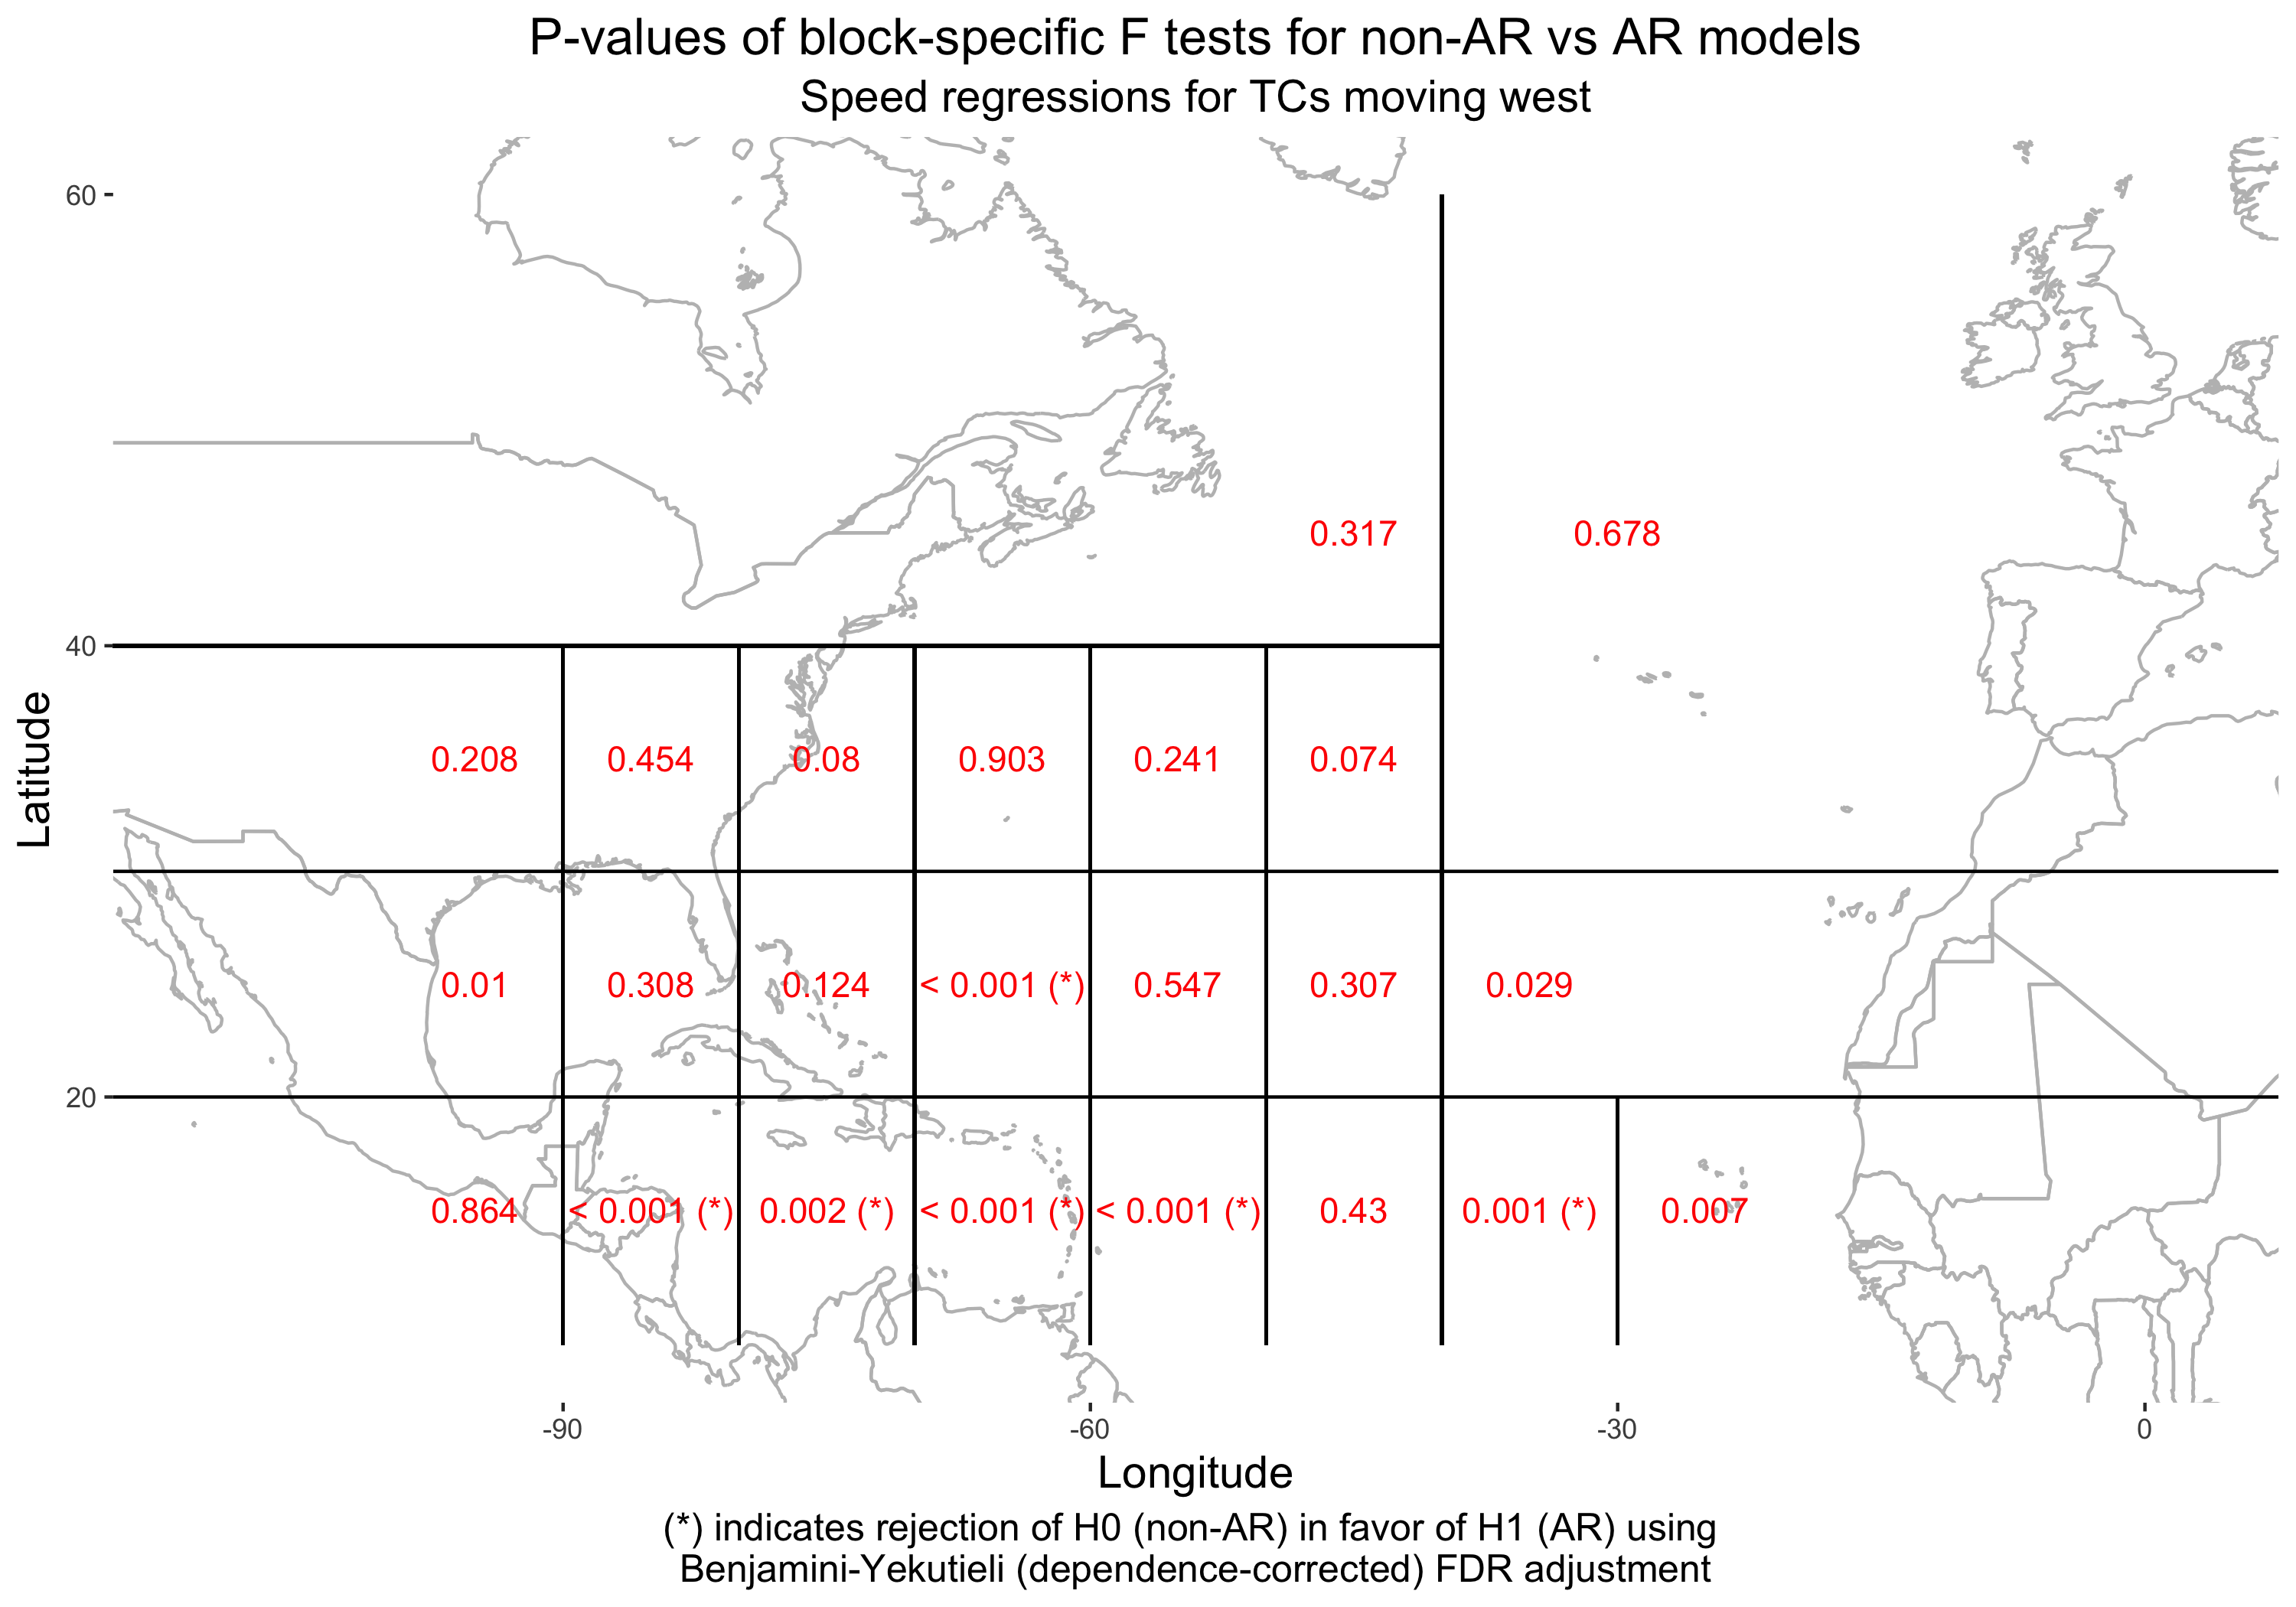 P-values of block-specific F tests for non-AR vs AR models
Speed regressions for TCs moving west
60
0.317 0.678
40
Latitude
0.208 0.454 0.08 0.903 0.241 0.074
0.01 0.308 0.124 < 0.001 (*) 0.547 0.307 0.029
20
0.864 < 0.001 (*) 0.002 (*) < 0.001 (*) < 0.001 (*) 0.43 0.001 (*) 0.007
-90 -60 -30 0
Longitude
(*) indicates rejection of H0 (non-AR) in favor of H1 (AR) using
Benjamini-Yekutieli (dependence-corrected) FDR adjustment